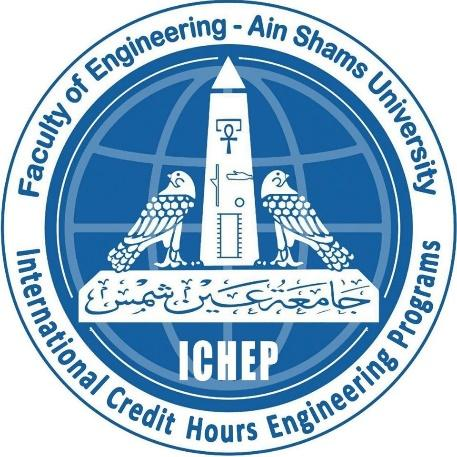 Faculty of Engineering - Ain Shams University
جامعة عين شمس
ICHEP
International Credit Hours Engineering Programs